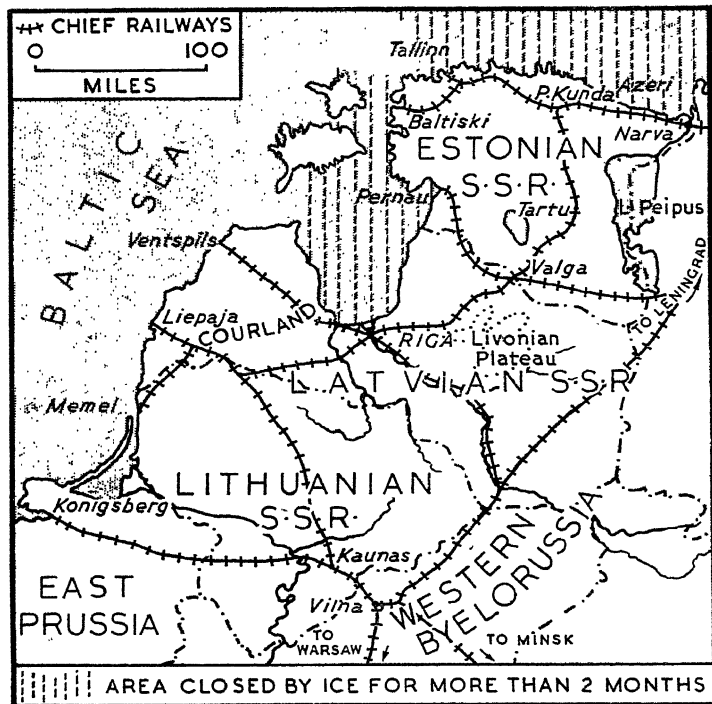 CHIEF RAILWAYS
0 100
MILES
Tallinn
P. Kunda
Azeri
Baltiski
Narva
BALTIC
SEA
ESTONIAN
S·S·R·
Pernau
Tartu
L. Peipus
Ventspils
Valga
TO LENINGRAD
Liepaja
COURLAND
RIGA
Livonian
Plateau
LATVIAN S·S·R
Memel
LITHUANIAN
S·S·R·
Konigsberg
Kaunas
WESTERN
BYELORUSSIA
EAST
PRUSSIA
Vilna
TO
WARSAW
TO MINSK
AREA CLOSED BY ICE FOR MORE THAN 2 MONTHS